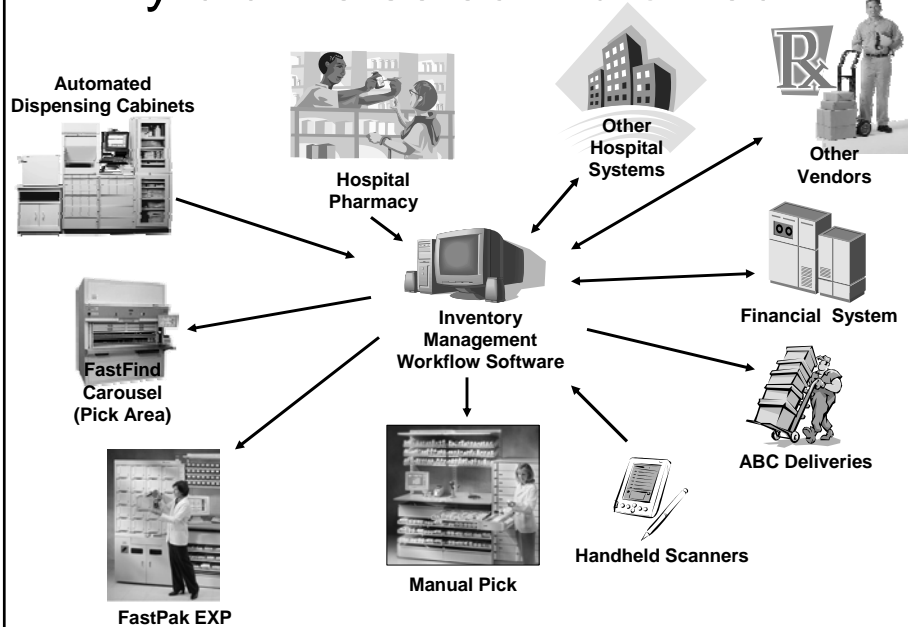 Automated
Dispensing Cabinets
Hospital
Pharmacy
Other
Hospital
Systems
Rx
Other
Vendors
Inventory
Management
Workflow Software
Financial System
FastFind
Carousel
(Pick Area)
ABC Deliveries
Handheld Scanners
Manual Pick
FastPak EXP